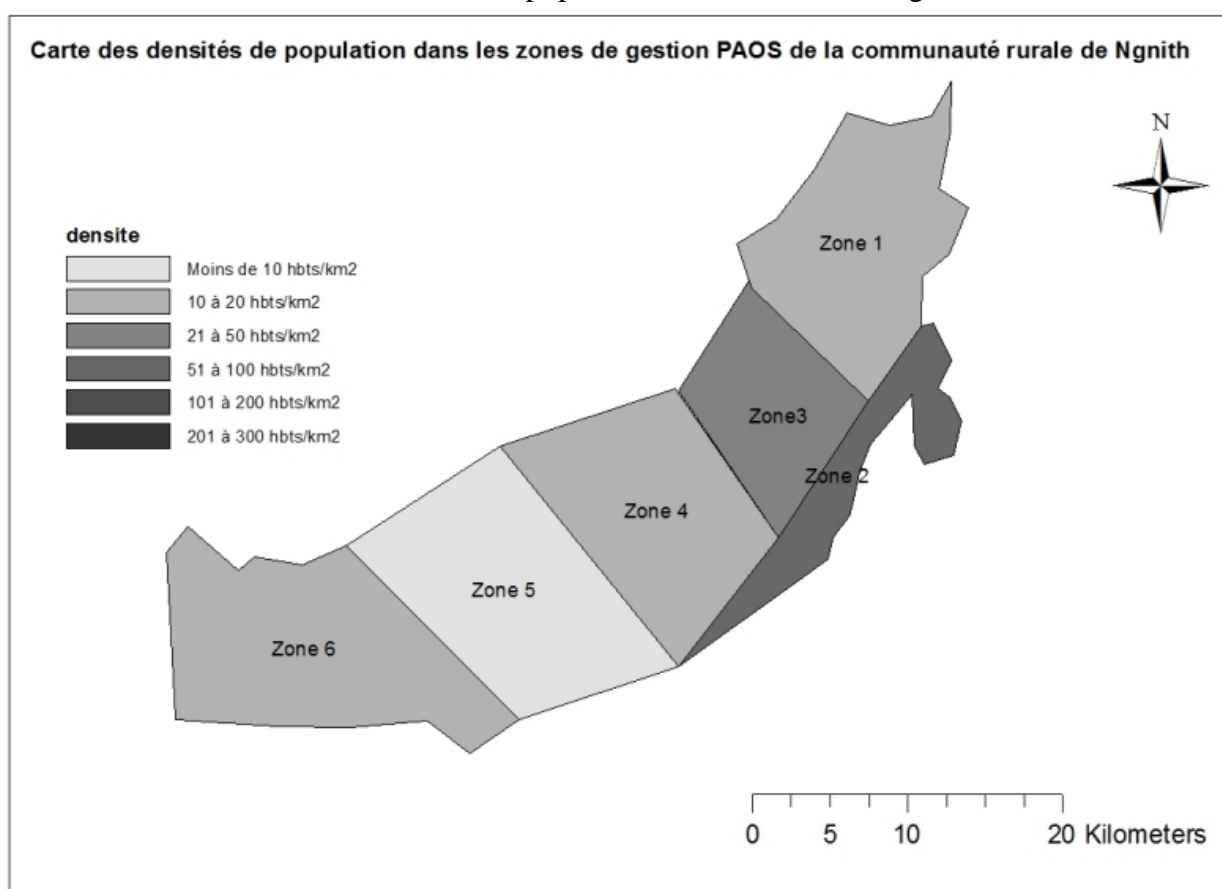 Carte des densités de population dans les zones de gestion PAOS de la communauté rurale de Ngnith
N
densite
Moins de 10 hbts/km2
10 à 20 hbts/km2
21 à 50 hbts/km2
51 à 100 hbts/km2
101 à 200 hbts/km2
201 à 300 hbts/km2
Zone 1
Zone3
Zone 2
Zone 4
Zone 5
Zone 6
0 5 10 20 Kilometers